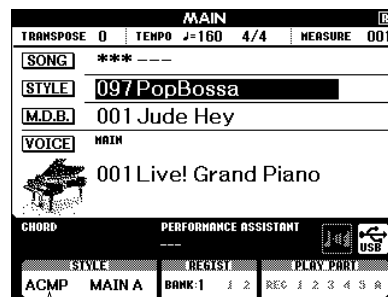 MAIN
TRANSPOSE 0 TEMPO ♩=160 4/4 MEASURE 001
SONG *** ---
STYLE 097 PopBossa
M.D.B. 001 Jude Hey
VOICE MAIN
001 Live! Grand Piano
CHORD PERFORMANCE ASSISTANT
---
USB
STYLE REGIST PLAY PART
ACMP MAIN A BANK:1 1 2 REC 1 2 3 4 5 A